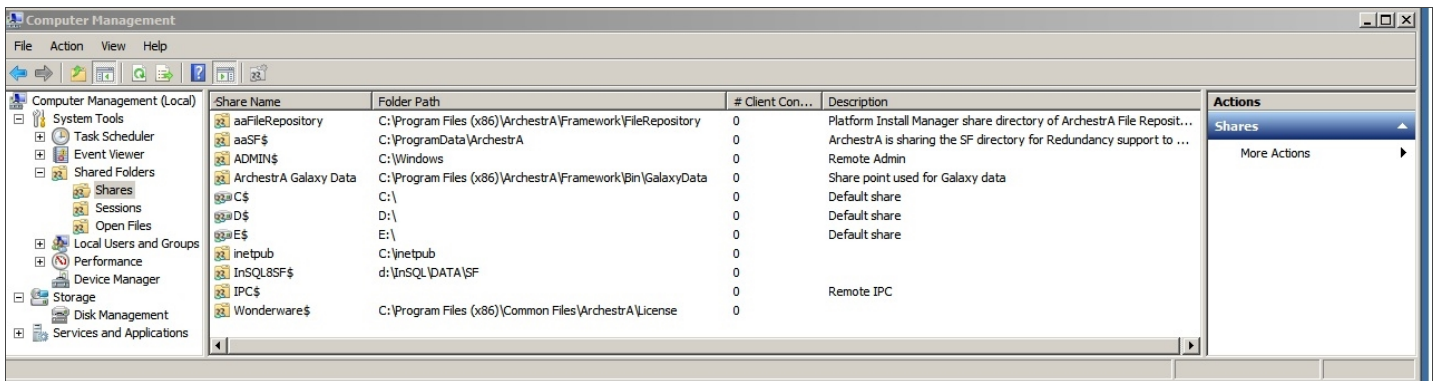 Computer Management
File Action View Help
Computer Management (Local)
System Tools
Task Scheduler
Event Viewer
Shared Folders
Shares
Sessions
Open Files
Local Users and Groups
Performance
Device Manager
Storage
Disk Management
Services and Applications
Share Name Folder Path # Client Con... Description
aaFileRepository C:\Program Files (x86)\ArchestrA\Framework\FileRepository 0 Platform Install Manager share directory of ArchestrA File Reposit...
aaSF$ C:\ProgramData\ArchestrA 0 ArchestrA is sharing the SF directory for Redundancy support to ...
ADMIN$ C:\Windows 0 Remote Admin
ArchestrA Galaxy Data C:\Program Files (x86)\ArchestrA\Framework\Bin\GalaxyData 0 Share point used for Galaxy data
C$ C:\ 0 Default share
D$ D:\ 0 Default share
E$ E:\ 0 Default share
inetpub C:\inetpub 0
InSQL8SF$ d:\InSQL\DATA\SF 0
IPC$ 0 Remote IPC
Wonderware$ C:\Program Files (x86)\Common Files\ArchestrA\License 0
Actions
Shares
More Actions